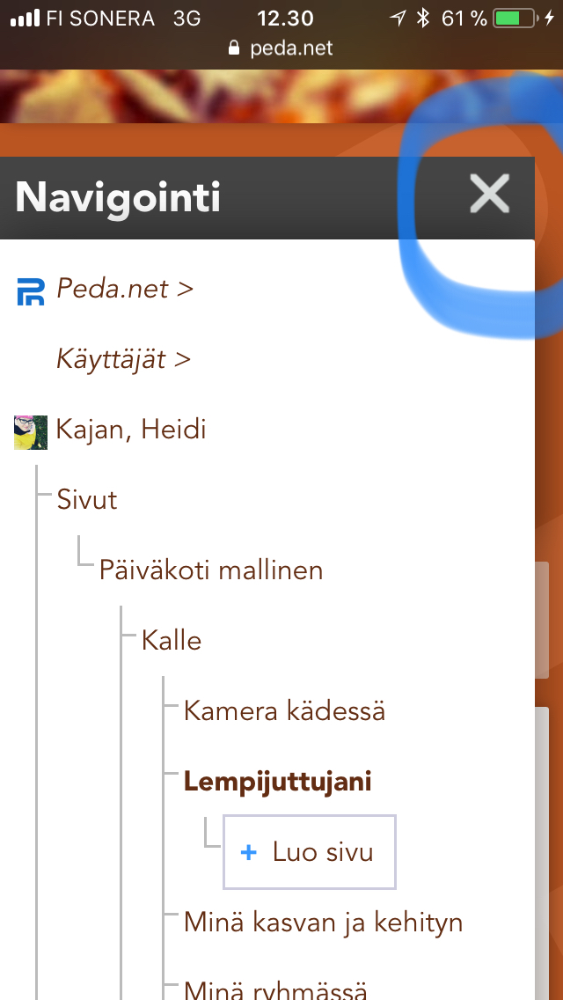 FI SONERA 3G 12.30 61 %
peda.net
Navigointi
Peda.net >
Käyttäjät >
Kajan, Heidi
Sivut
Päiväkoti mallinen
Kalle
Kamera kädessä
Lempijuttujani
+ Luo sivu
Minä kasvan ja kehityn
Minä ryhmässä